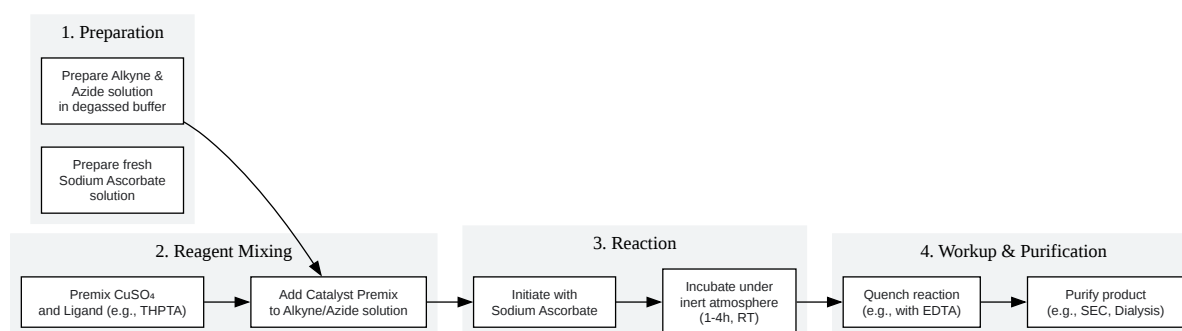 1. Preparation
Prepare Alkyne &
Azide solution
in degassed buffer
Prepare fresh
Sodium Ascorbate
solution
2. Reagent Mixing
Premix CuSO₄
and Ligand (e.g., THPTA)
Add Catalyst Premix
to Alkyne/Azide solution
3. Reaction
Initiate with
Sodium Ascorbate
Incubate under
inert atmosphere
(1-4h, RT)
4. Workup & Purification
Quench reaction
(e.g., with EDTA)
Purify product
(e.g., SEC, Dialysis)